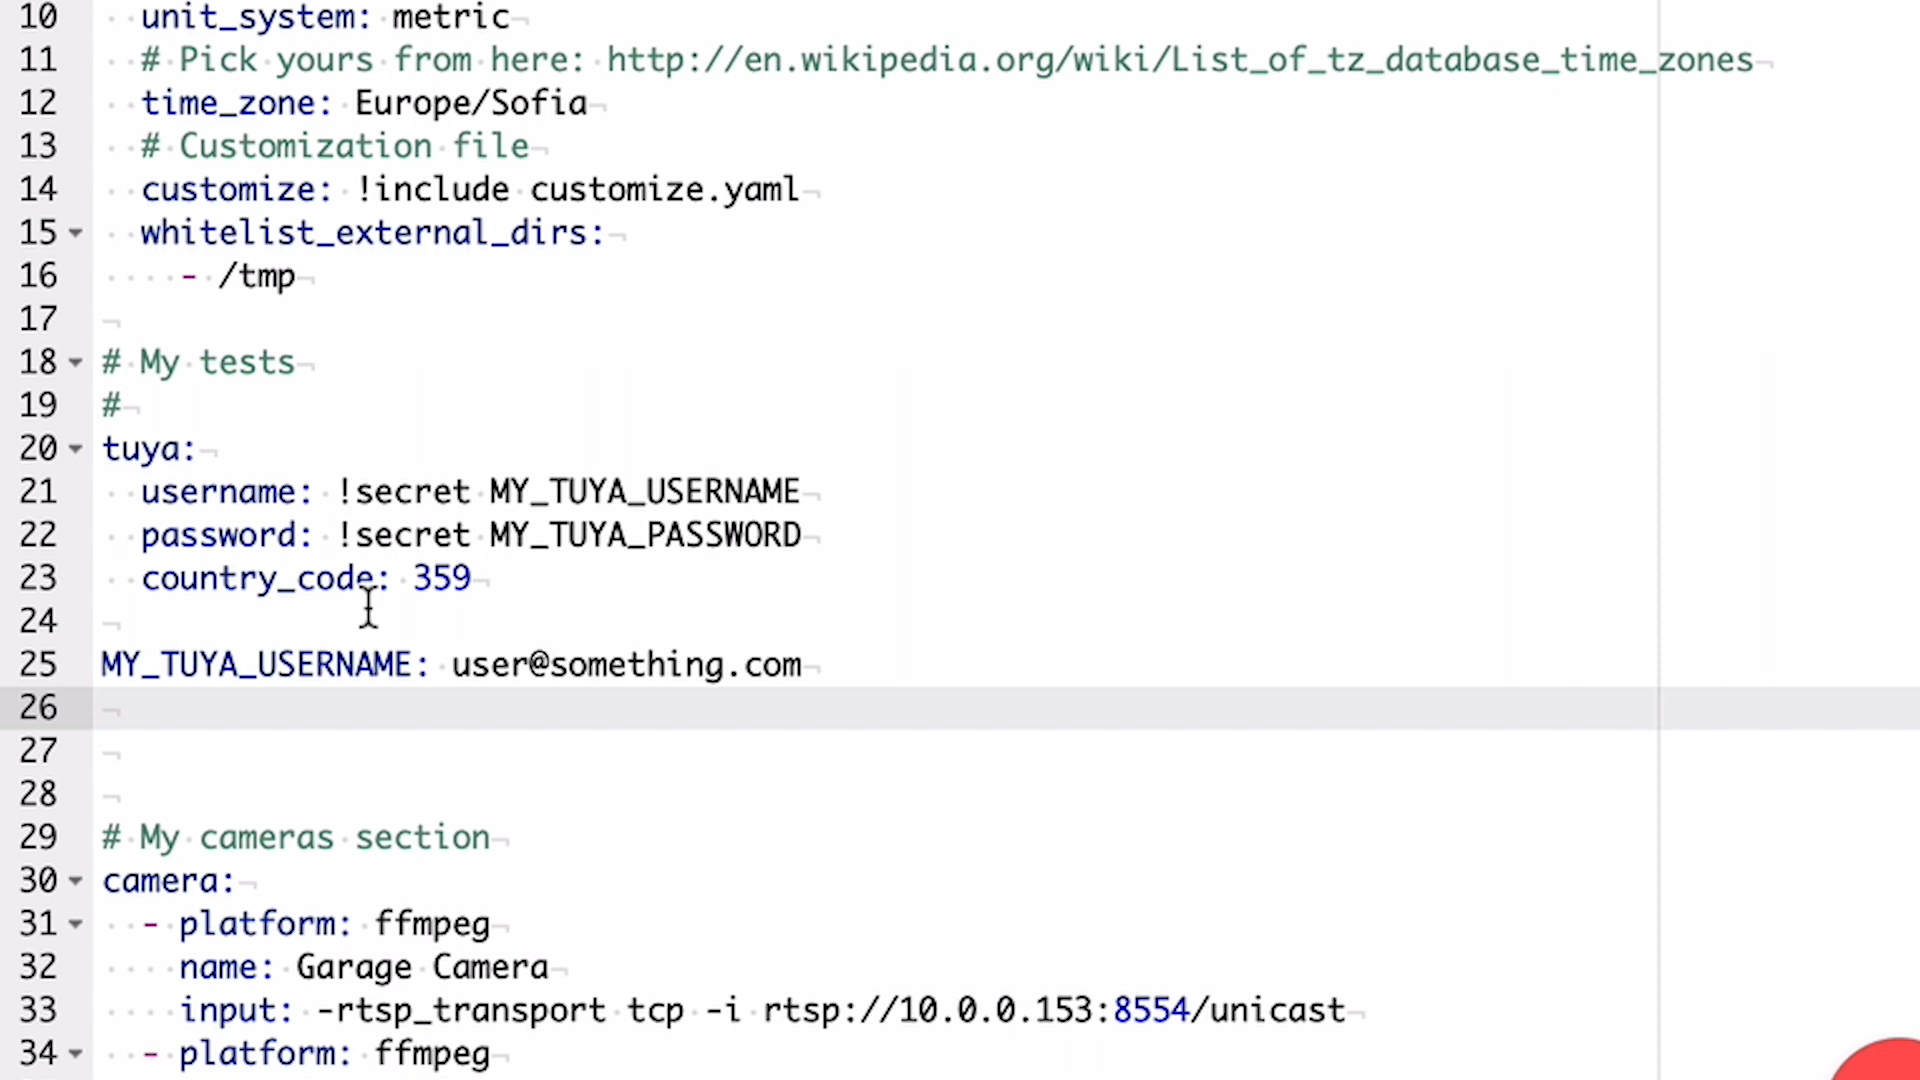 10 unit_system: metric
11 # Pick yours from here: http://en.wikipedia.org/wiki/List_of_tz_database_time_zones
12 time_zone: Europe/Sofia
13 # Customization file
14 customize: !include customize.yaml
15 whitelist_external_dirs:
16 - /tmp
17
18 # My tests
19 #
20 tuya:
21 username: !secret MY_TUYA_USERNAME
22 password: !secret MY_TUYA_PASSWORD
23 country_code: 359
24
25 MY_TUYA_USERNAME: user@something.com
26
27
28
29 # My cameras section
30 camera:
31 - platform: ffmpeg
32 name: Garage Camera
33 input: -rtsp_transport tcp -i rtsp://10.0.0.153:8554/unicast
34 - platform: ffmpeg